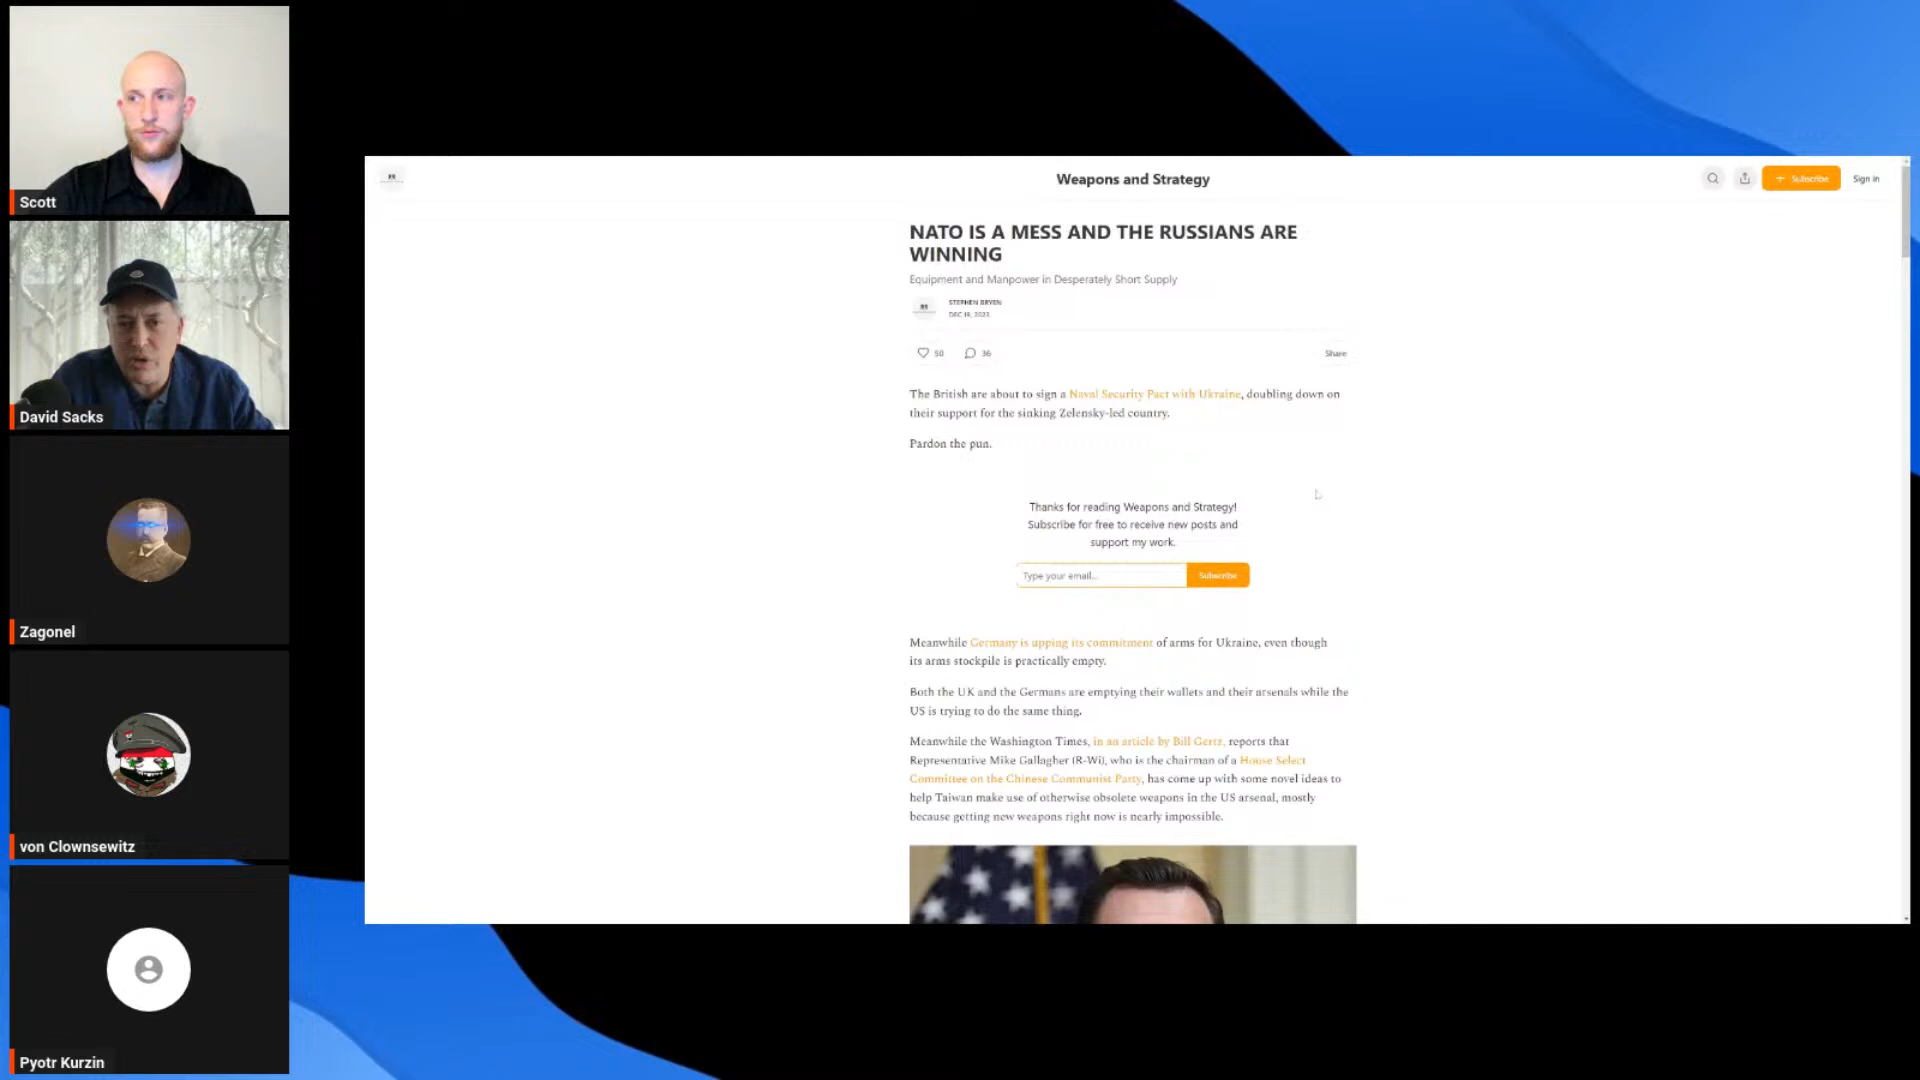 Scott
David Sacks
Zagonel
von Clownsewitz
Pyotr Kurzin
Weapons and Strategy
Subscribe
Sign in
NATO IS A MESS AND THE RUSSIANS ARE
WINNING
Equipment and Manpower in Desperately Short Supply
STEPHEN BRYEN
DEC 19, 2023
50
36
Share
The British are about to sign a Naval Security Pact with Ukraine, doubling down on
their support for the sinking Zelensky-led country.
Pardon the pun.
Thanks for reading Weapons and Strategy!
Subscribe for free to receive new posts and
support my work.
Type your email...
Subscribe
Meanwhile Germany is upping its commitment of arms for Ukraine, even though
its arms stockpile is practically empty.
Both the UK and the Germans are emptying their wallets and their arsenals while the
US is trying to do the same thing.
Meanwhile the Washington Times, in an article by Bill Gertz, reports that
Representative Mike Gallagher (R-Wi), who is the chairman of a House Select
Committee on the Chinese Communist Party, has come up with some novel ideas to
help Taiwan make use of otherwise obsolete weapons in the US arsenal, mostly
because getting new weapons right now is nearly impossible.